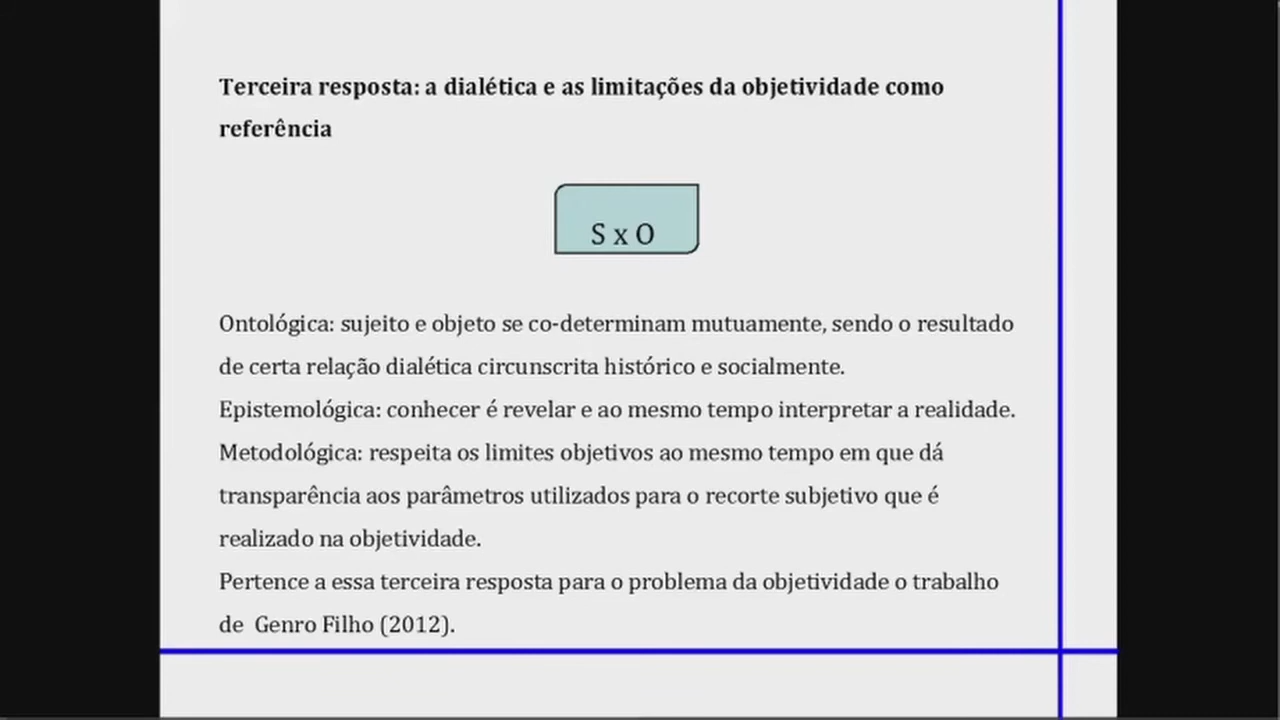 Terceira resposta: a dialética e as limitações da objetividade como
referência
S x O
Ontológica: sujeito e objeto se co-determinam mutuamente, sendo o resultado
de certa relação dialética circunscrita histórico e socialmente.
Epistemológica: conhecer é revelar e ao mesmo tempo interpretar a realidade.
Metodológica: respeita os limites objetivos ao mesmo tempo em que dá
transparência aos parâmetros utilizados para o recorte subjetivo que é
realizado na objetividade.
Pertence a essa terceira resposta para o problema da objetividade o trabalho
de  Genro Filho (2012).